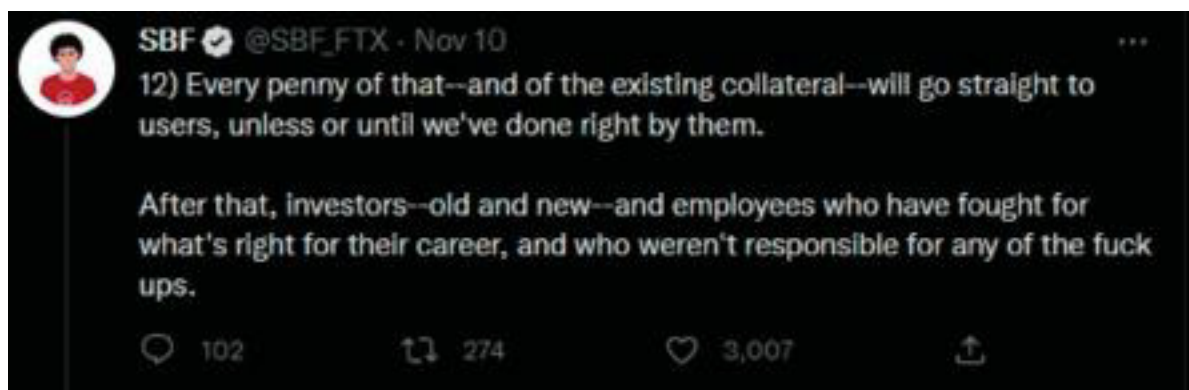 SBF @SBF_FTX · Nov 10
12) Every penny of that--and of the existing collateral--will go straight to
users, unless or until we've done right by them.
After that, investors--old and new--and employees who have fought for
what's right for their career, and who weren't responsible for any of the fuck
ups.
102 274 3,007